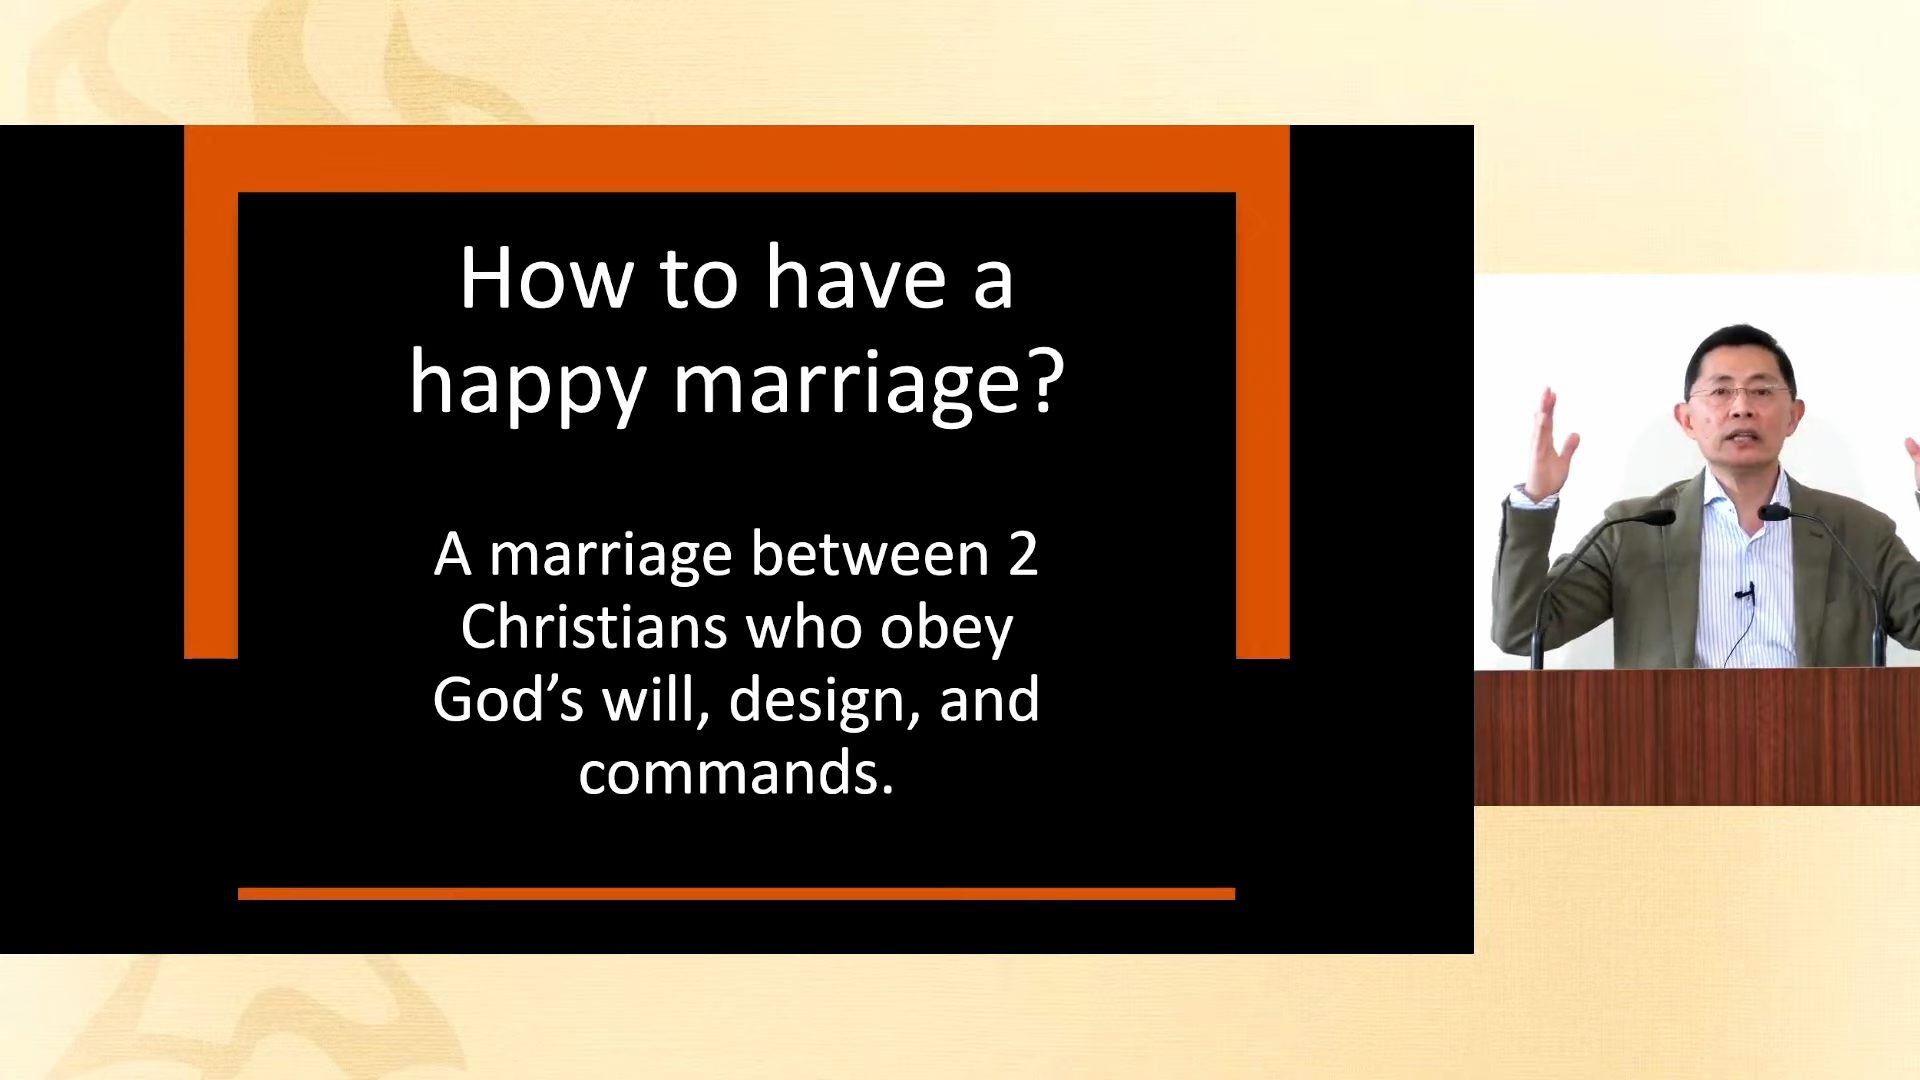 How to have a
happy marriage?
A marriage between 2
Christians who obey
God’s will, design, and
commands.